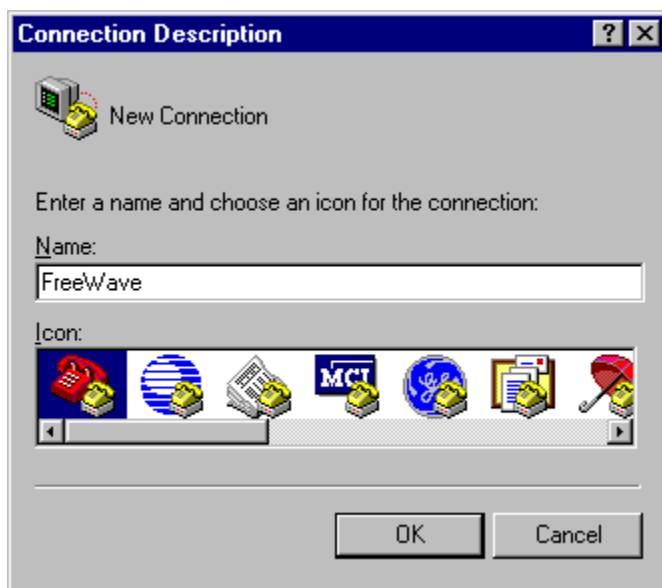 Connection Description
New Connection
Enter a name and choose an icon for the connection:
Name:
FreeWave
Icon:
MCI
OK
Cancel